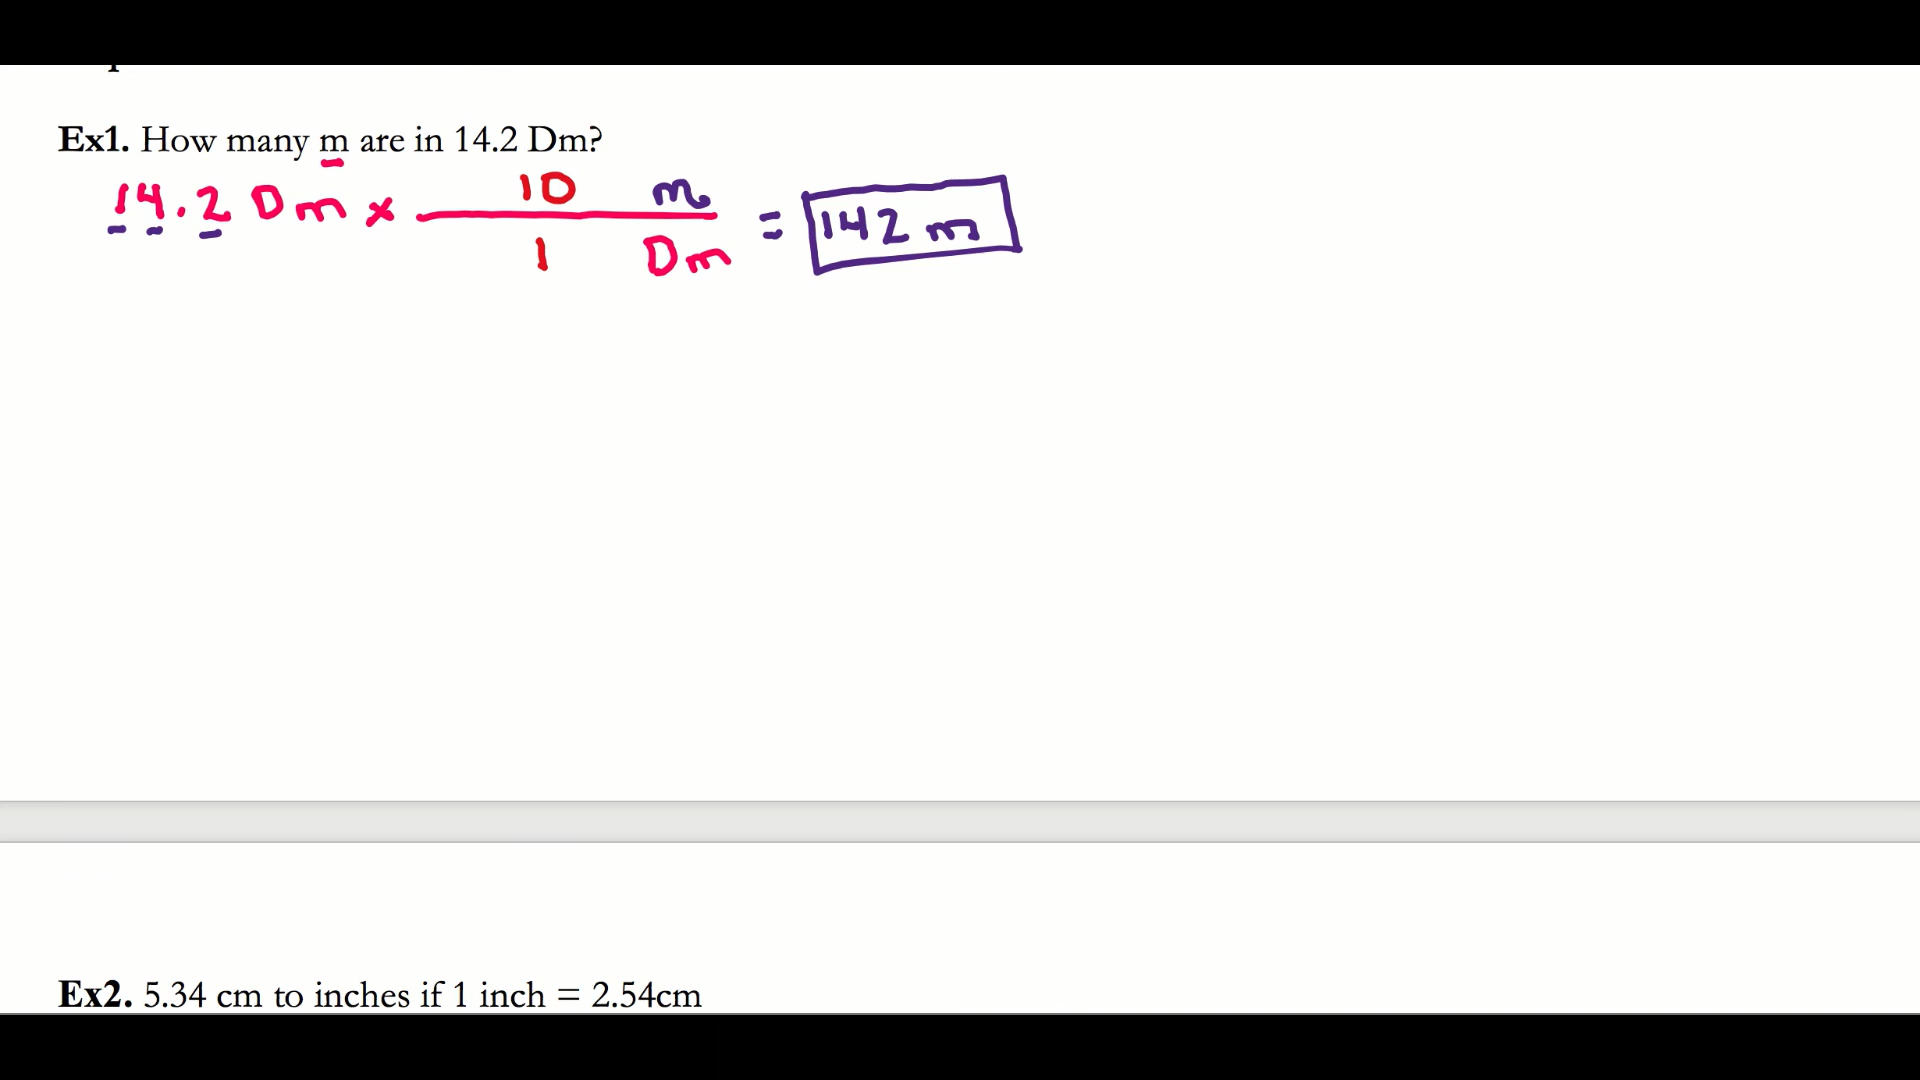 Ex1. How many m are in 14.2 Dm?
14.2 Dm x 10 m = 142 m
1 Dm
Ex2. 5.34 cm to inches if 1 inch = 2.54cm